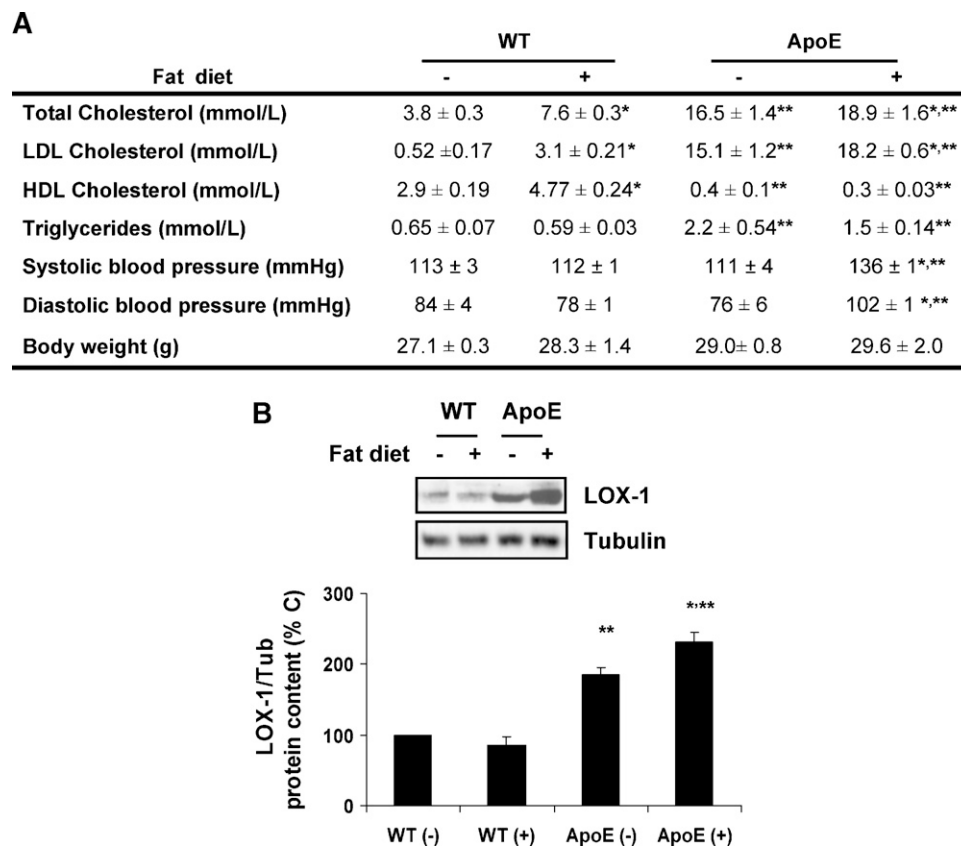 A
WT ApoE
Fat diet - + - +
Total Cholesterol (mmol/L) 3.8 ± 0.3 7.6 ± 0.3* 16.5 ± 1.4** 18.9 ± 1.6*,**
LDL Cholesterol (mmol/L) 0.52 ±0.17 3.1 ± 0.21* 15.1 ± 1.2** 18.2 ± 0.6*,**
HDL Cholesterol (mmol/L) 2.9 ± 0.19 4.77 ± 0.24* 0.4 ± 0.1** 0.3 ± 0.03**
Triglycerides (mmol/L) 0.65 ± 0.07 0.59 ± 0.03 2.2 ± 0.54** 1.5 ± 0.14**
Systolic blood pressure (mmHg) 113 ± 3 112 ± 1 111 ± 4 136 ± 1*,**
Diastolic blood pressure (mmHg) 84 ± 4 78 ± 1 76 ± 6 102 ± 1 *,**
Body weight (g) 27.1 ± 0.3 28.3 ± 1.4 29.0± 0.8 29.6 ± 2.0
B
WT ApoE
Fat diet - + - +
LOX-1
Tubulin
LOX-1/Tub
protein content (% C)
300
200
100
0
** *,**
WT (-) WT (+) ApoE (-) ApoE (+)